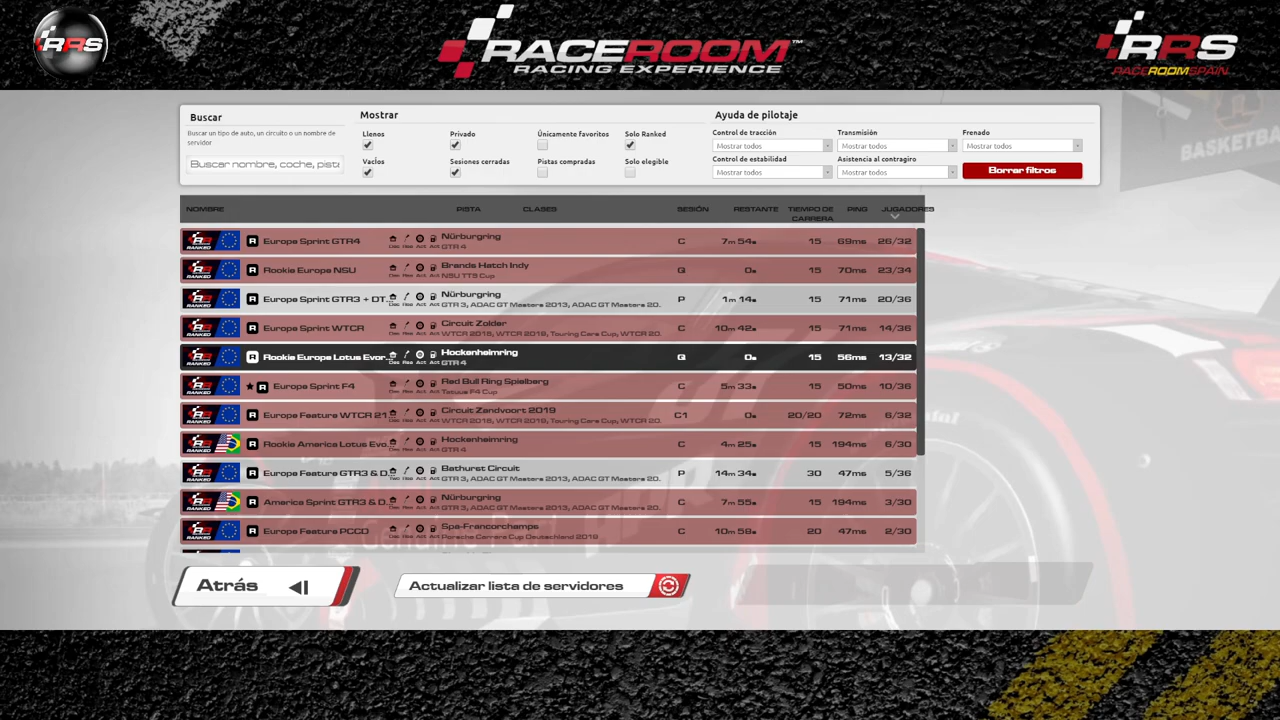 RRS
RACEROOM™
RACING EXPERIENCE
RRS
RACEROOMSPAIN
BASKETBA
Buscar
Buscar un tipo de auto, un circuito o un nombre de servidor
Buscar nombre, coche, pista
Mostrar
Llenos
Privado
Únicamente favoritos
Solo Ranked
Vacíos
Sesiones cerradas
Pistas compradas
Solo elegible
Ayuda de pilotaje
Control de tracción
Transmisión
Frenado
Mostrar todos
Mostrar todos
Mostrar todos
Control de estabilidad
Asistencia al contragiro
Mostrar todos
Mostrar todos
Borrar filtros
NOMBRE PISTA CLASES SESIÓN RESTANTE TIEMPO DE CARRERA PING JUGADORES
RANKED R Europe Sprint GTR4 Nürburgring GTR 4 C 7m 54s 15 69ms 26/32
RANKED R Rookie Europe NSU Brands Hatch Indy NSU TTS Cup Q 0s 15 70ms 23/34
RANKED R Europe Sprint GTR3 + DT... Nürburgring GTR 3, ADAC GT Masters 2013, ADAC GT Masters 20. P 1m 14s 15 71ms 20/36
RANKED R Europe Sprint WTCR Circuit Zolder WTCR 2018, WTCR 2019, Touring Cars Cup, WTCR 20. C 10m 42s 15 71ms 14/36
RANKED R Rookie Europe Lotus Evor... Hockenheimring GTR 4 Q 0s 15 56ms 13/32
RANKED R Europe Sprint F4 Red Bull Ring Spielberg Tatuus F4 Cup C 5m 33s 15 50ms 10/36
RANKED R Europe Feature WTCR 21 Circuit Zandvoort 2019 WTCR 2018, WTCR 2019, Touring Cars Cup, WTCR 20. C1 0s 20/20 72ms 6/32
RANKED R Rookie America Lotus Evo... Hockenheimring GTR 4 C 4m 25s 15 194ms 6/30
RANKED R Europe Feature GTR3 & D... Bathurst Circuit GTR 3, ADAC GT Masters 2013, ADAC GT Masters 20. P 14m 34s 30 47ms 5/36
RANKED R America Sprint GTR3 & D... Nürburgring GTR 3, ADAC GT Masters 2013, ADAC GT Masters 20. C 7m 55s 15 194ms 3/30
RANKED R Europe Feature PCCD Spa-Francorchamps Porsche Carrera Cup Deutschland 2019 C 10m 58s 20 47ms 2/30
Atrás
Actualizar lista de servidores